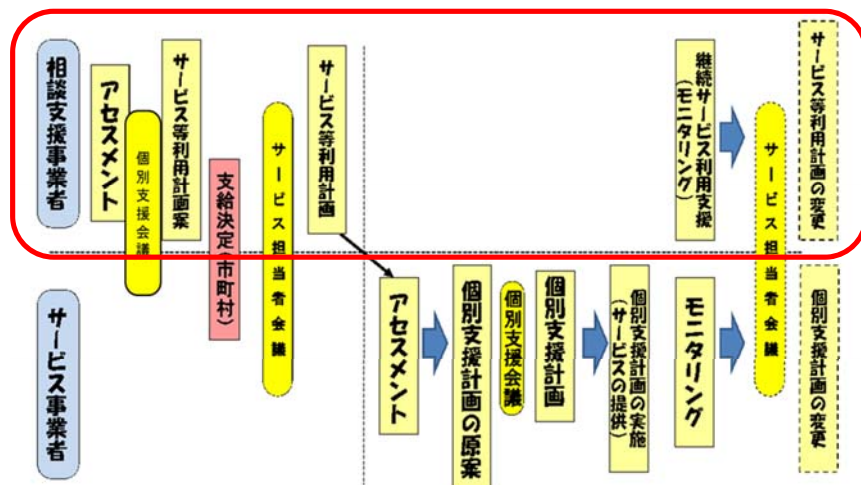 相談支援事業者
アセスメント
個別支援会議
サービス等利用計画案
支給決定(市町村)
サービス担当者会議
サービス等利用計画
継続サービス利用支援
(モニタリング)
サービス担当者会議
サービス等利用計画の変更
サービス事業者
アセスメント
個別支援計画の原案
個別支援会議
個別支援計画
個別支援計画の実施
(サービスの提供)
モニタリング
個別支援計画の変更